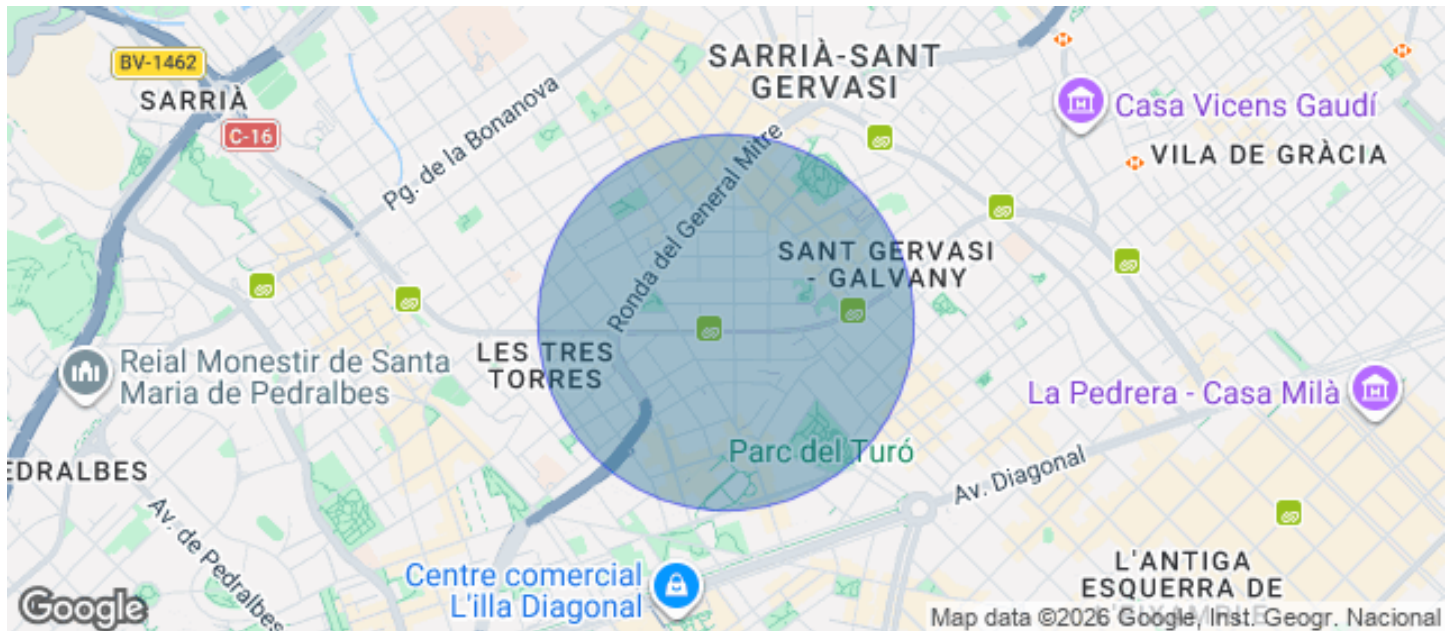 SARRIÀ-SANT
GERVASI
BV-1462
SARRIÀ
C-16
Pg. de la Bonanova
Ronda del General Mitre
Casa Vicens Gaudí
VILA DE GRÀCIA
SANT GERVASI
- GALVANY
LES TRES
TORRES
Reial Monestir de Santa
Maria de Pedralbes
La Pedrera - Casa Milà
Parc del Turó
EDRALBES
Av. Diagonal
Av. de Pedralbes
Centre comercial
L'illa Diagonal
L'ANTIGA
ESQUERRA DE
L'EIXAMPLE
Google
Map data ©2026 Google, Inst. Geogr. Nacional